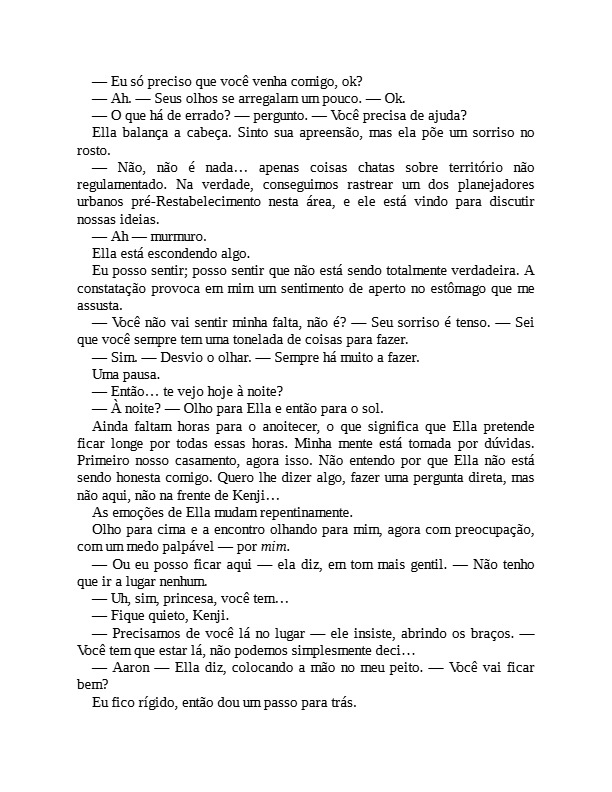 — Eu só preciso que você venha comigo, ok?
— Ah. — Seus olhos se arregalam um pouco. — Ok.
— O que há de errado? — pergunto. — Você precisa de ajuda?
Ella balança a cabeça. Sinto sua apreensão, mas ela põe um sorriso no
rosto.
— Não, não é nada… apenas coisas chatas sobre território não
regulamentado. Na verdade, conseguimos rastrear um dos planejadores
urbanos pré-Restabelecimento nesta área, e ele está vindo para discutir
nossas ideias.
— Ah — murmuro.
Ella está escondendo algo.
Eu posso sentir; posso sentir que não está sendo totalmente verdadeira. A
constatação provoca em mim um sentimento de aperto no estômago que me
assusta.
— Você não vai sentir minha falta, não é? — Seu sorriso é tenso. — Sei
que você sempre tem uma tonelada de coisas para fazer.
— Sim. — Desvio o olhar. — Sempre há muito a fazer.
Uma pausa.
— Então… te vejo hoje à noite?
— À noite? — Olho para Ella e então para o sol.
Ainda faltam horas para o anoitecer, o que significa que Ella pretende
ficar longe por todas essas horas. Minha mente está tomada por dúvidas.
Primeiro nosso casamento, agora isso. Não entendo por que Ella não está
sendo honesta comigo. Quero lhe dizer algo, fazer uma pergunta direta, mas
não aqui, não na frente de Kenji…
As emoções de Ella mudam repentinamente.
Olho para cima e a encontro olhando para mim, agora com preocupação,
com um medo palpável — por mim.
— Ou eu posso ficar aqui — ela diz, em tom mais gentil. — Não tenho
que ir a lugar nenhum.
— Uh, sim, princesa, você tem…
— Fique quieto, Kenji.
— Precisamos de você lá no lugar — ele insiste, abrindo os braços. —
Você tem que estar lá, não podemos simplesmente deci…
— Aaron — Ella diz, colocando a mão no meu peito. — Você vai ficar
bem?
Eu fico rígido, então dou um passo para trás.